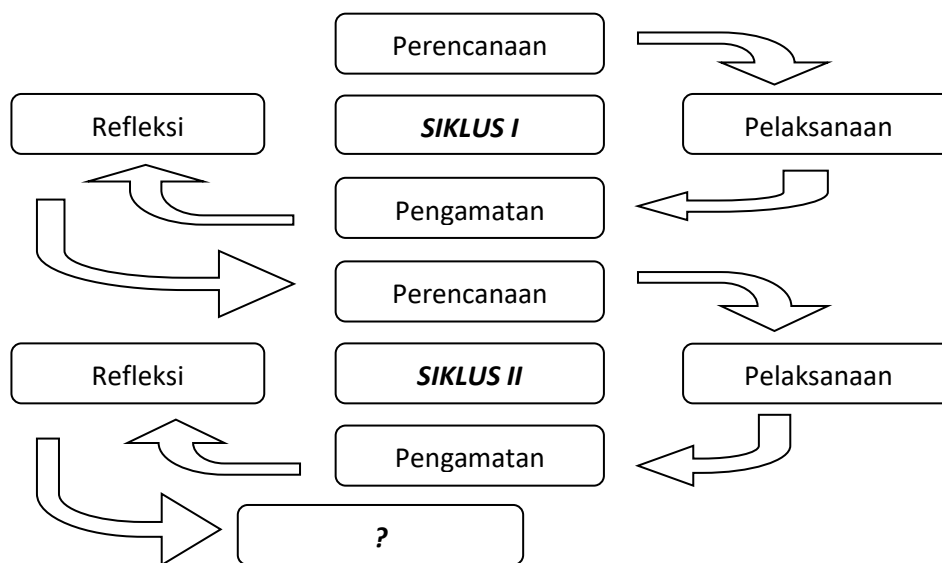 Perencanaan
Refleksi
SIKLUS I
Pelaksanaan
Pengamatan
Perencanaan
Refleksi
SIKLUS II
Pelaksanaan
Pengamatan
?